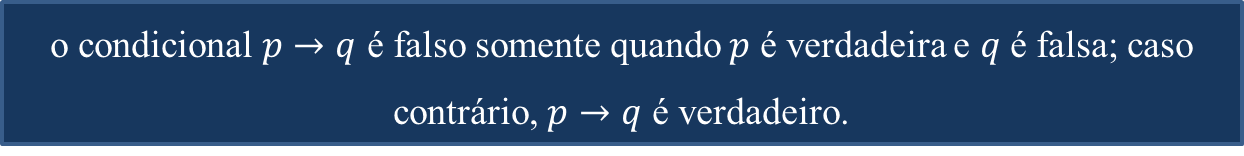 o condicional 𝑝 → 𝑞 é falso somente quando 𝑝 é verdadeira e 𝑞 é falsa; caso
contrário, 𝑝 → 𝑞 é verdadeiro.